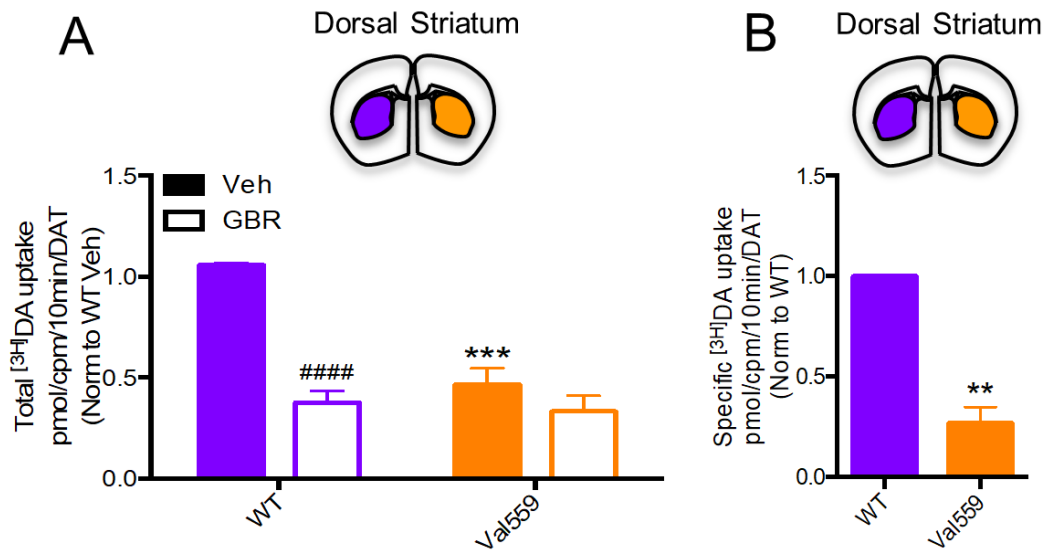 A
Dorsal Striatum
Total [3H]DA uptake
pmol/cpm/10min/DAT
(Norm to WT Veh)
1.5
1.0
0.5
0.0
Veh
GBR
####
***
WT
Val559
B
Dorsal Striatum
Specific [3H]DA uptake
pmol/cpm/10min/DAT
(Norm to WT)
1.5
1.0
0.5
0.0
**
WT
Val559